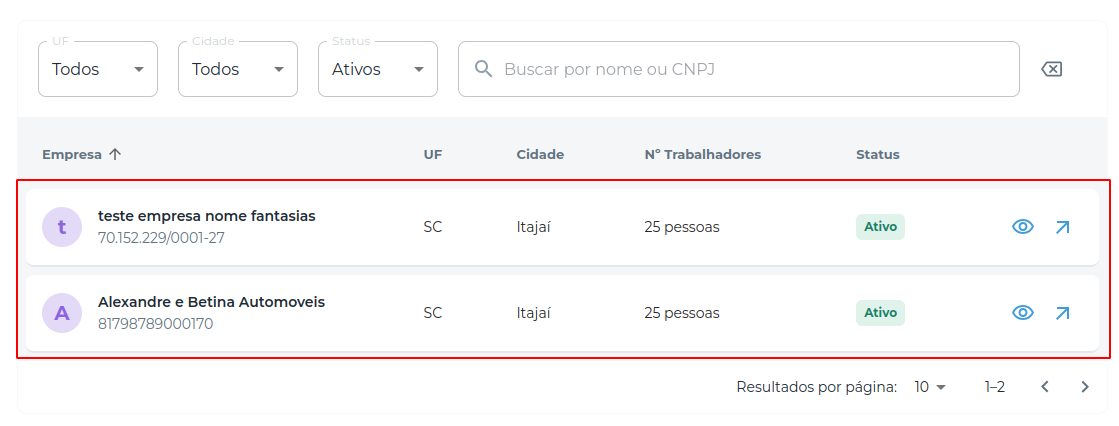 UF
Cidade
Status
Todos
Todos
Ativos
Buscar por nome ou CNPJ
Empresa
UF
Cidade
Nº Trabalhadores
Status
t
teste empresa nome fantasias
70.152.229/0001-27
SC
Itajaí
25 pessoas
Ativo
A
Alexandre e Betina Automoveis
81798789000170
SC
Itajaí
25 pessoas
Ativo
Resultados por página:
10
1–2